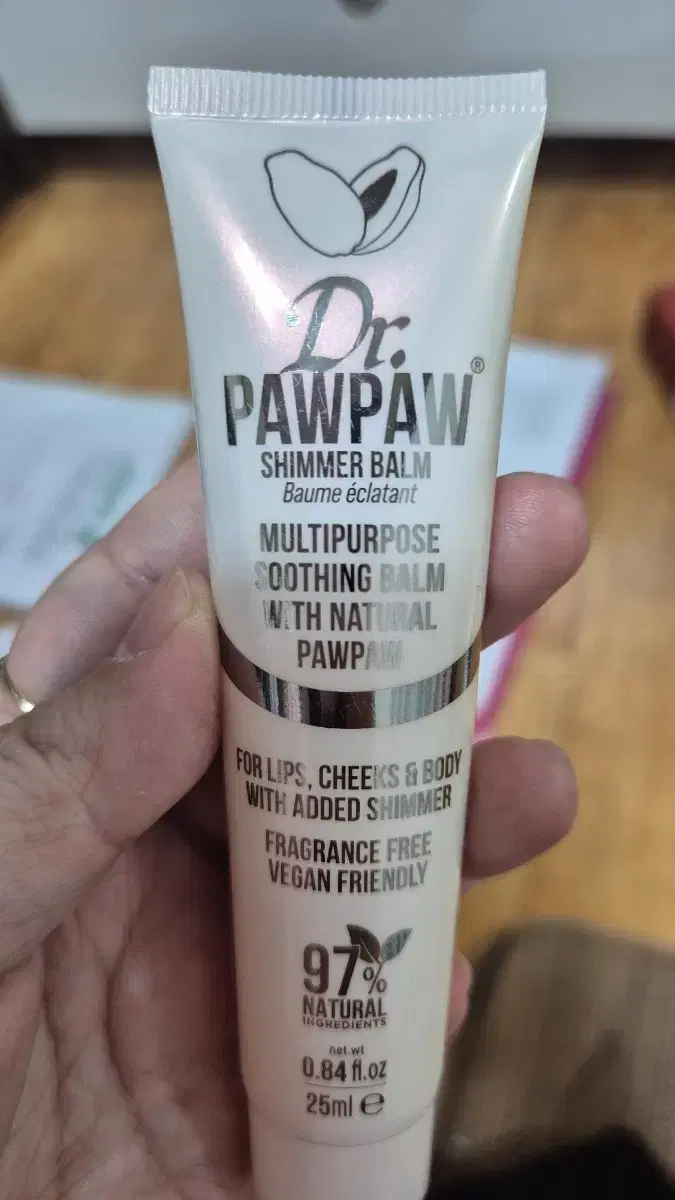 Dr.
PAWPAW®
SHIMMER BALM
Baume éclatant
MULTIPURPOSE
SOOTHING BALM
WITH NATURAL
PAWPAW
FOR LIPS, CHEEKS & BODY
WITH ADDED SHIMMER
FRAGRANCE FREE
VEGAN FRIENDLY
97%
NATURAL
INGREDIENTS
net.wt
0.84 fl.oz
25ml ℮